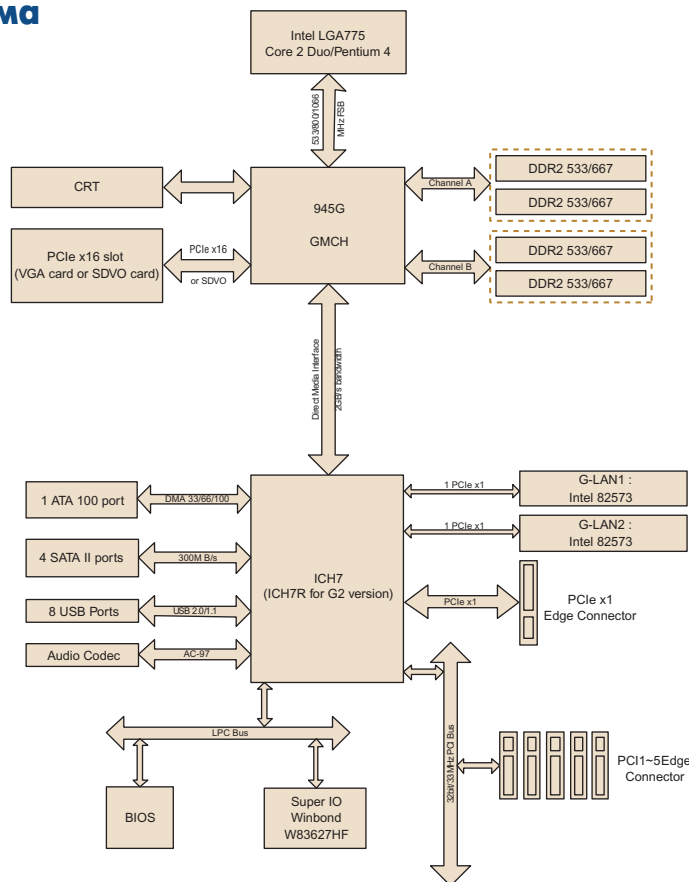 ма
Intel LGA775
Core 2 Duo/Pentium 4
533/800/1066
MHz FSB
CRT
945G
GMCH
Channel A
DDR2 533/667
DDR2 533/667
PCIe x16 slot
(VGA card or SDVO card)
PCIe x16
or SDVO
Channel B
DDR2 533/667
DDR2 533/667
Direct Media Interface
2GB/s bandwidth
1 ATA 100 port
DMA 33/66/100
4 SATA II ports
300M B/s
8 USB Ports
USB 2.0/1.1
Audio Codec
AC-97
ICH7
(ICH7R for G2 version)
1 PCIe x1
G-LAN1 :
Intel 82573
1 PCIe x1
G-LAN2 :
Intel 82573
PCIe x1
PCIe x1
Edge Connector
LPC Bus
BIOS
Super IO
Winbond
W83627HF
32bit/33MHz PCI Bus
PCI1~5Edge
Connector